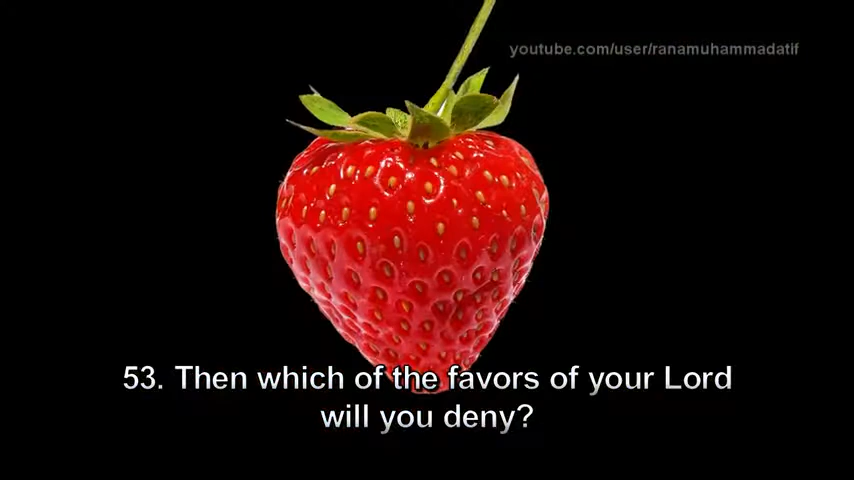 youtube.com/user/ranamuhammadatif
53. Then which of the favors of your Lord
will you deny?